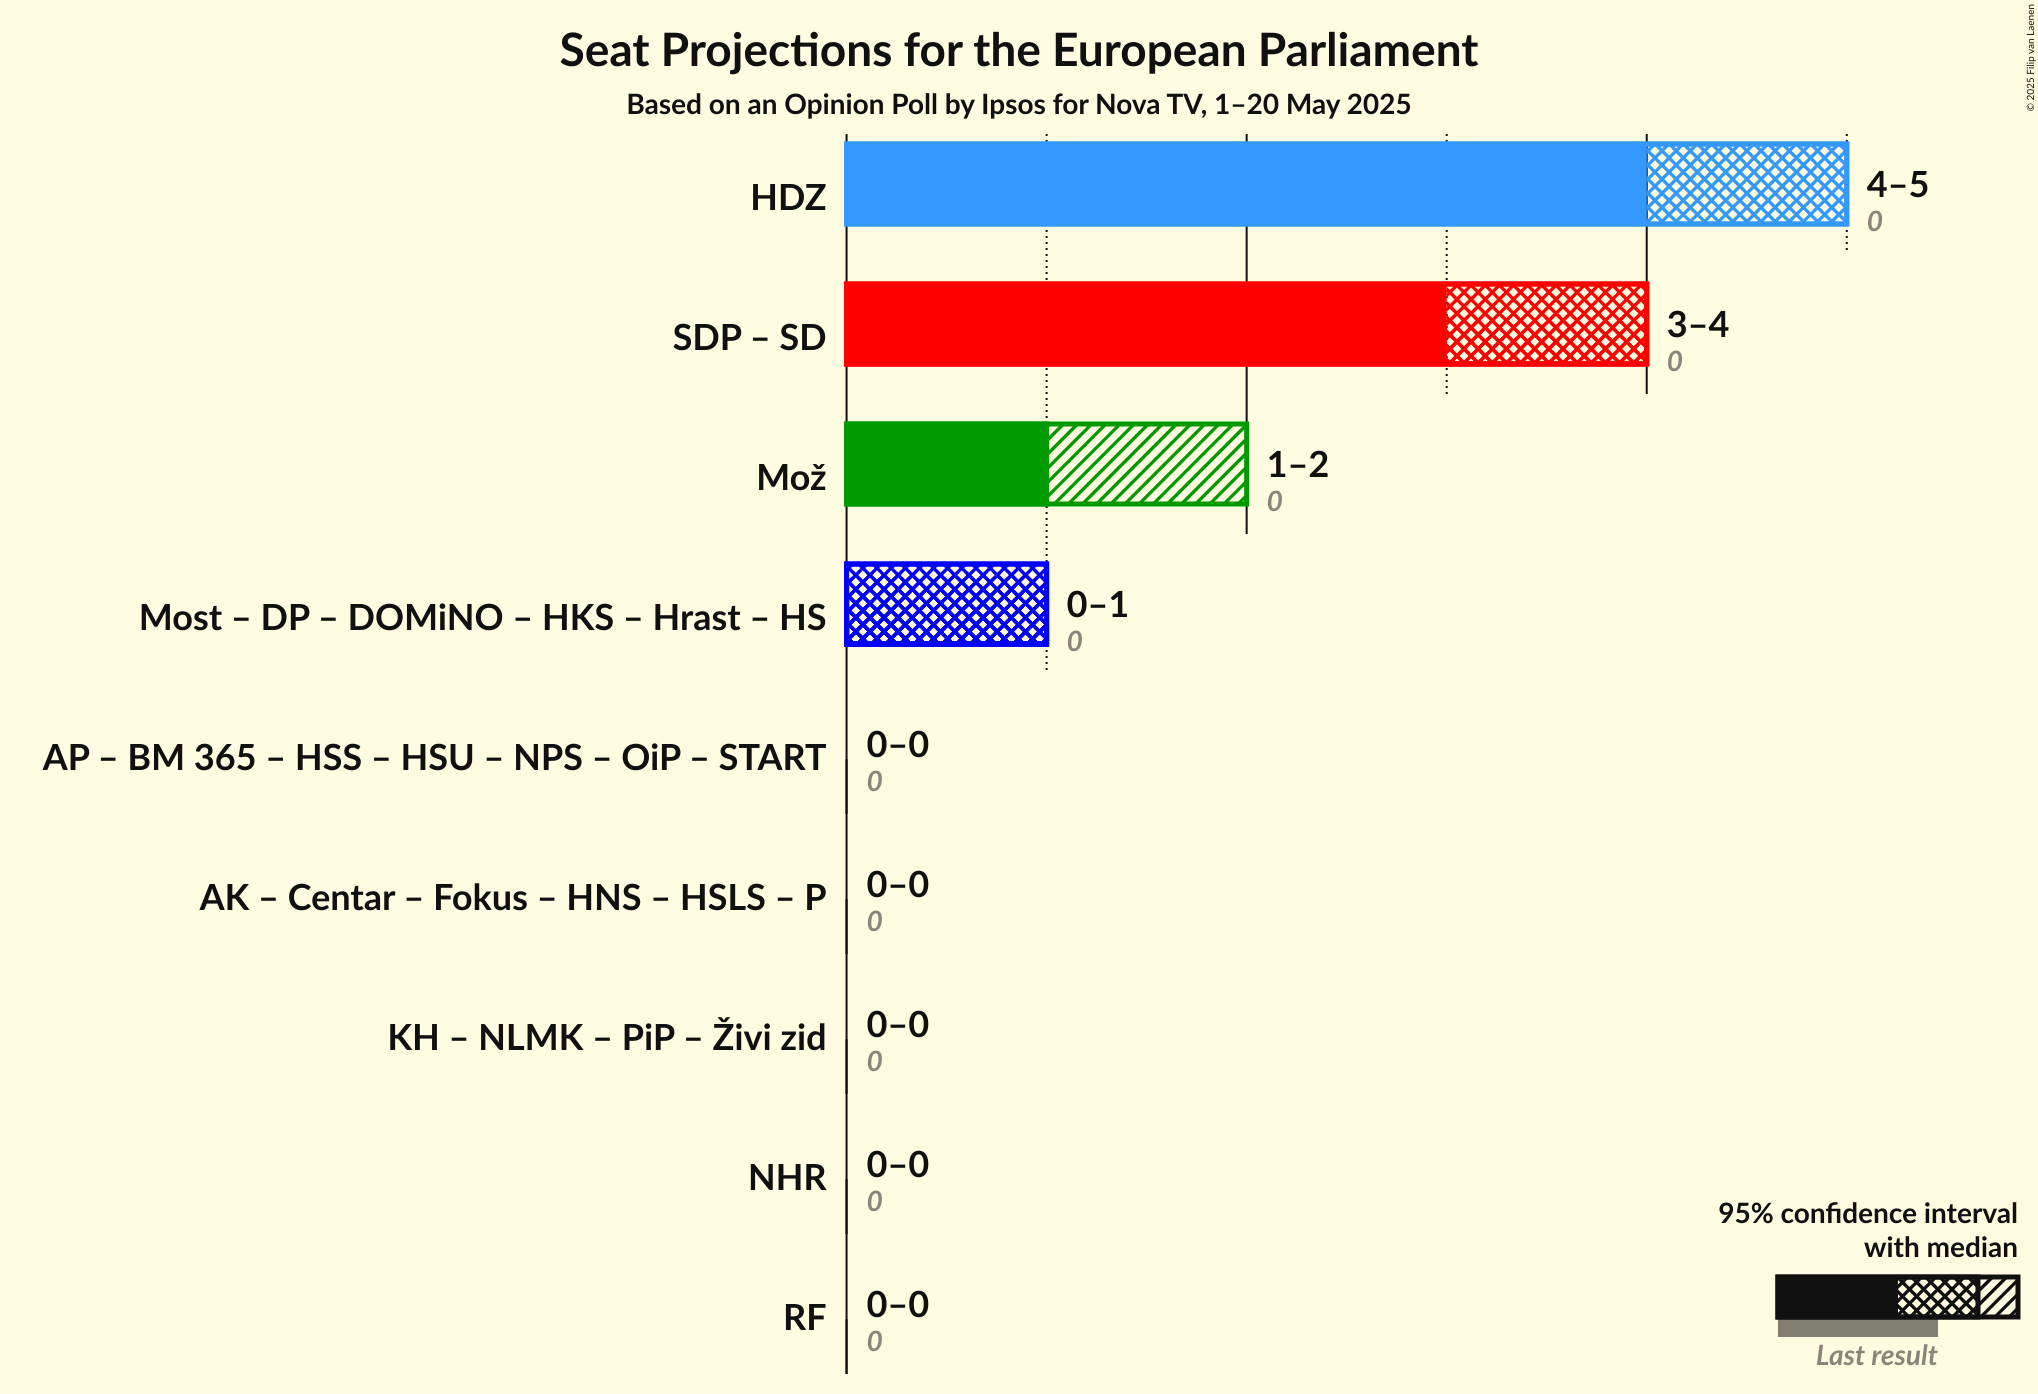 Seat Projections for the European Parliament
Based on an Opinion Poll by Ipsos for Nova TV, 1–20 May 2025
© 2025 Filip van Laenen
HDZ
4–5
0
SDP – SD
3–4
0
Mož
1–2
0
Most – DP – DOMiNO – HKS – Hrast – HS
0–1
0
AP – BM 365 – HSS – HSU – NPS – OiP – START
0–0
0
AK – Centar – Fokus – HNS – HSLS – P
0–0
0
KH – NLMK – PiP – Živi zid
0–0
0
NHR
0–0
0
RF
0–0
0
95% confidence interval
with median
Last result